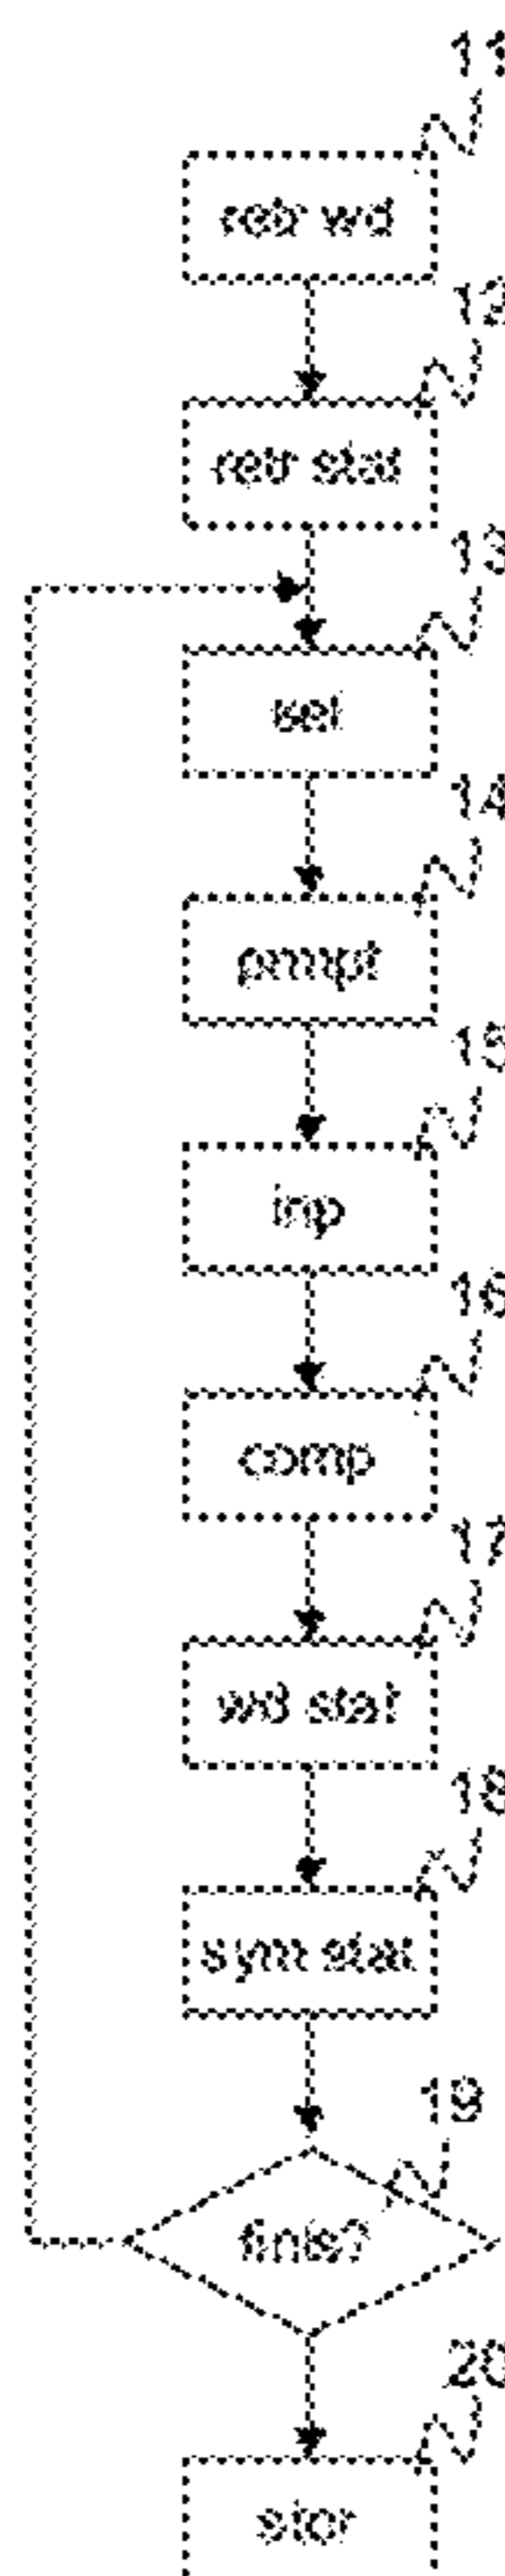 11
retr wd
12
retr stat
13
sel
14
prmpt
15
inp
16
comp
17
wd stat
18
sym stat
19
finis?
20
stor